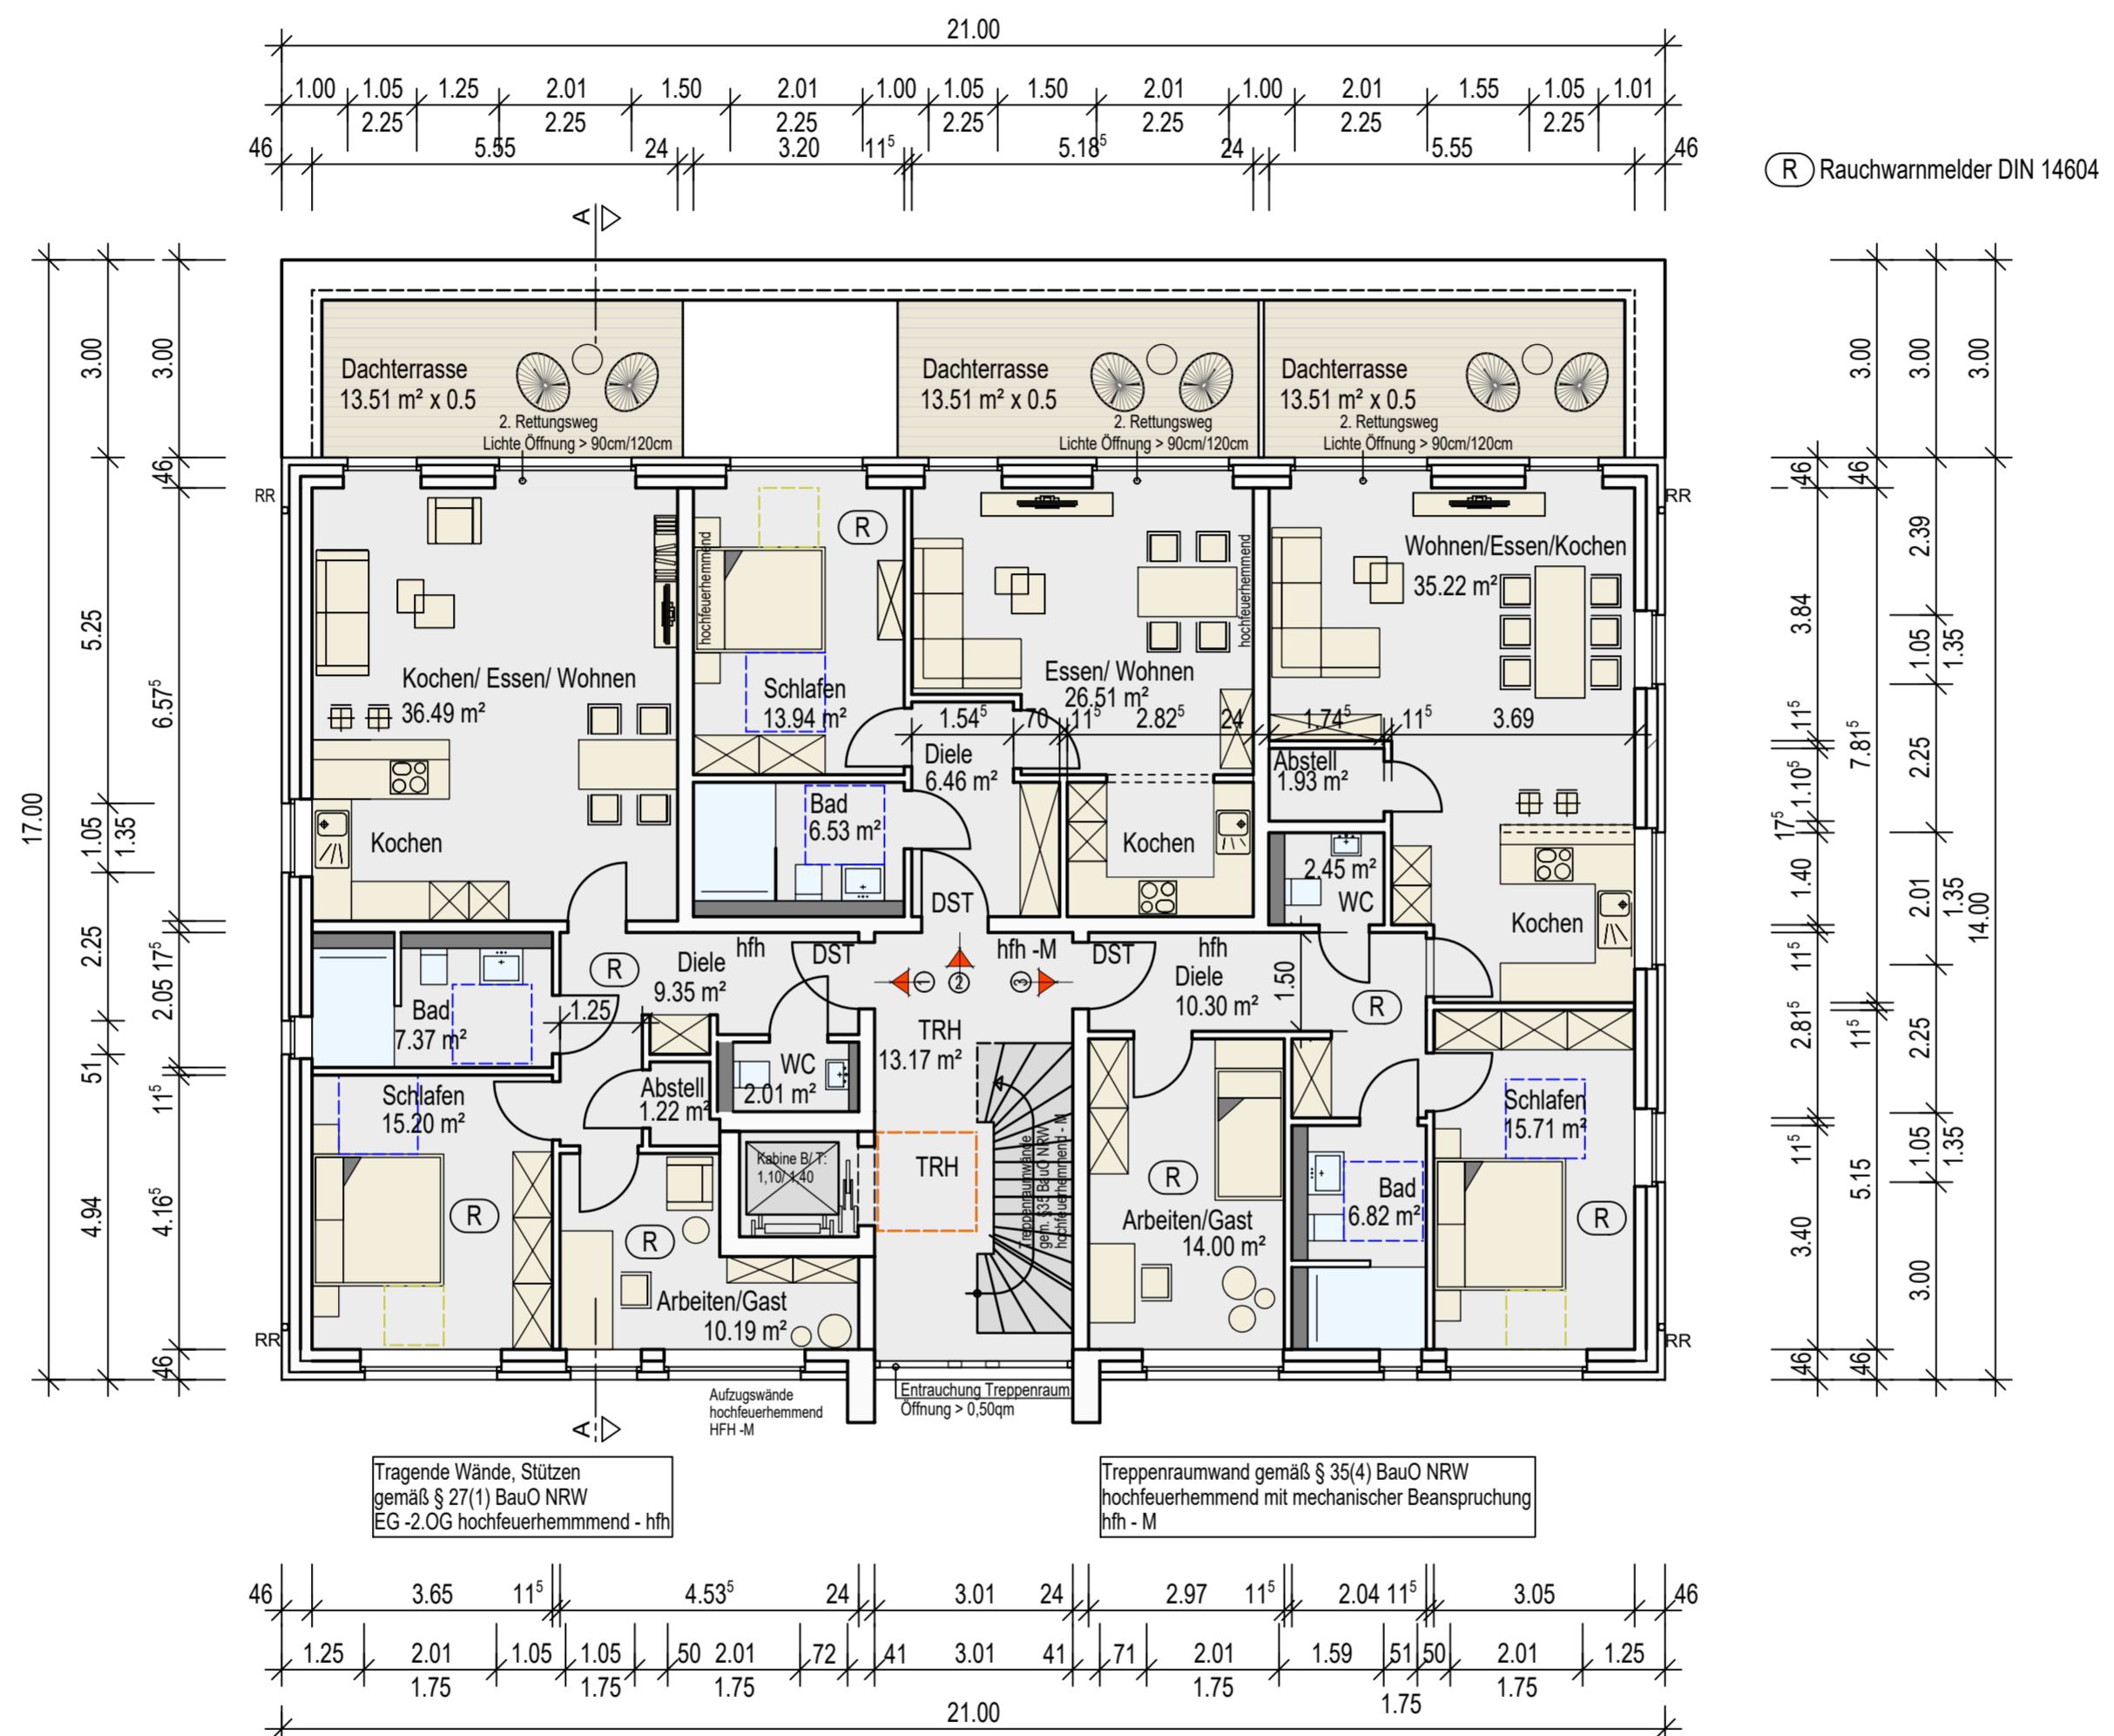 21.00
1.00 1.05 1.25 2.01 1.50 2.01 1.00 1.05 1.50 2.01 1.00 2.01 1.55 1.05 1.01
2.25 2.25 2.25 2.25 2.25 2.25 2.25
46 5.55 24 3.20 11⁵ 5.18⁵ 24 5.55 46
R Rauchwarnmelder DIN 14604
A
Dachterrasse
13.51 m² x 0.5
2. Rettungsweg
Lichte Öffnung > 90cm/120cm
Dachterrasse
13.51 m² x 0.5
2. Rettungsweg
Lichte Öffnung > 90cm/120cm
Dachterrasse
13.51 m² x 0.5
2. Rettungsweg
Lichte Öffnung > 90cm/120cm
17.00
3.00 5.25 1.05 1.35 2.25 51 4.94
3.00 46 6.57⁵ 17⁵ 2.05 11⁵ 4.16⁵ 46
RR
RR
Kochen/ Essen/ Wohnen
36.49 m²
Kochen
hochfeuerhemmend
R
Schlafen
13.94 m²
Essen/ Wohnen
26.51 m²
hochfeuerhemmend
Wohnen/Essen/Kochen
35.22 m²
1.54⁵ 70 11⁵ 2.82⁵ 24 1.74⁵ 11⁵ 3.69
Diele
6.46 m²
Abstell
1.93 m²
Bad
6.53 m²
Kochen
2.45 m²
WC
Kochen
DST
hfh
DST
hfh -M
DST
hfh
R
Diele
9.35 m²
1
2
3
Diele
10.30 m²
1.50
R
Bad
7.37 m²
1.25
TRH
13.17 m²
WC
2.01 m²
Abstell
1.22 m²
Schlafen
15.20 m²
R
Kabine B/ T:
1,10/ 1.40
TRH
Treppenraumwände
gem. §35 BauO NRW
hochfeuerhemmend - M
R
Arbeiten/Gast
10.19 m²
R
Arbeiten/Gast
14.00 m²
Bad
6.82 m²
Schlafen
15.71 m²
R
RR
RR
3.00 3.00 3.00
46 3.84 11⁵ 1.10⁵ 17⁵ 1.40 11⁵ 2.81⁵ 11⁵ 3.40 46
46 7.81⁵ 11⁵ 5.15 46
2.39 1.05 1.35 2.25 2.01 1.35 2.25 1.05 1.35 3.00
14.00
A
Aufzugswände
hochfeuerhemmend
HFH -M
Entrauchung Treppenraum
Öffnung > 0,50qm
Tragende Wände, Stützen
gemäß § 27(1) BauO NRW
EG -2.OG hochfeuerhemmmend - hfh
Treppenraumwand gemäß § 35(4) BauO NRW
hochfeuerhemmend mit mechanischer Beanspruchung
hfh - M
46 3.65 11⁵ 4.53⁵ 24 3.01 24 2.97 11⁵ 2.04 11⁵ 3.05 46
1.25 2.01 1.05 1.05 50 2.01 72 41 3.01 41 71 2.01 1.59 51 50 2.01 1.25
1.75 1.75 1.75 1.75 1.75 1.75
21.00